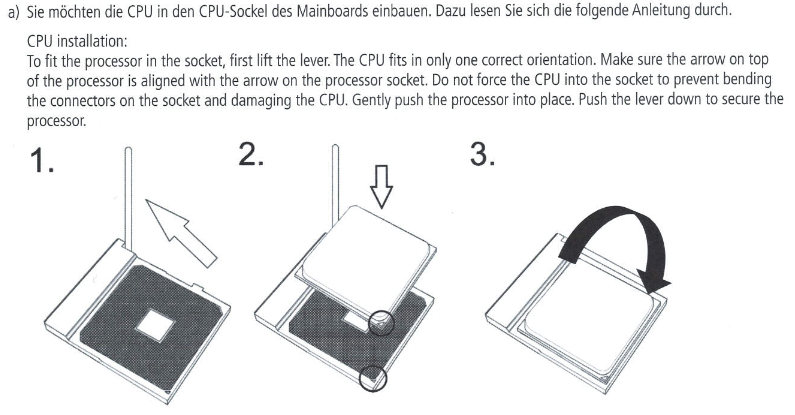 a) Sie möchten die CPU in den CPU-Sockel des Mainboards einbauen. Dazu lesen Sie sich die folgende Anleitung durch.
CPU installation:
To fit the processor in the socket, first lift the lever. The CPU fits in only one correct orientation. Make sure the arrow on top
of the processor is aligned with the arrow on the processor socket. Do not force the CPU into the socket to prevent bending
the connectors on the socket and damaging the CPU. Gently push the processor into place. Push the lever down to secure the
processor.
1. 2. 3.